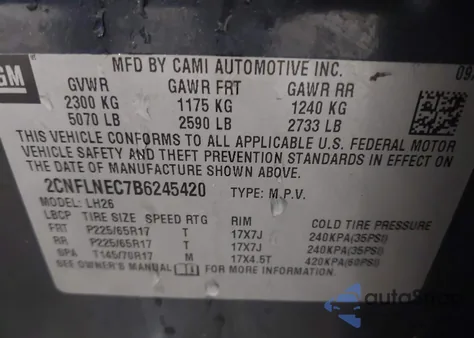 GM
MFD BY CAMI AUTOMOTIVE INC. 09/
GVWR GAWR FRT GAWR RR
2300 KG 1175 KG 1240 KG
5070 LB 2590 LB 2733 LB
THIS VEHICLE CONFORMS TO ALL APPLICABLE U.S. FEDERAL MOTOR
VEHICLE SAFETY AND THEFT PREVENTION STANDARDS IN EFFECT ON
THE DATE OF MANUFACTURE SHOWN ABOVE.
2CNFLNEC7B6245420 TYPE: M.P.V.
MODEL: LH26
LBCP TIRE SIZE SPEED RTG RIM COLD TIRE PRESSURE
FRT P225/65R17 T 17X7J 240KPA(35PSI)
RR P225/65R17 T 17X7J 240KPA(35PSI)
SPA T145/70R17 M 17X4.5T 420KPA(60PSI)
SEE OWNER'S MANUAL FOR MORE INFORMATION.